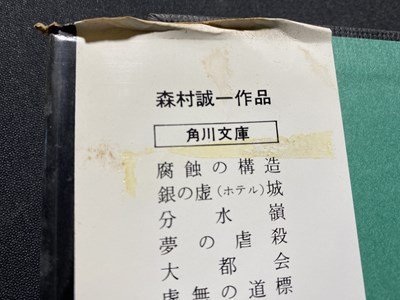 森村誠一作品
角川文庫
腐蝕の構造
銀の虚(ホテル)城
分水嶺
夢の虐殺
大都会
虚無の道標